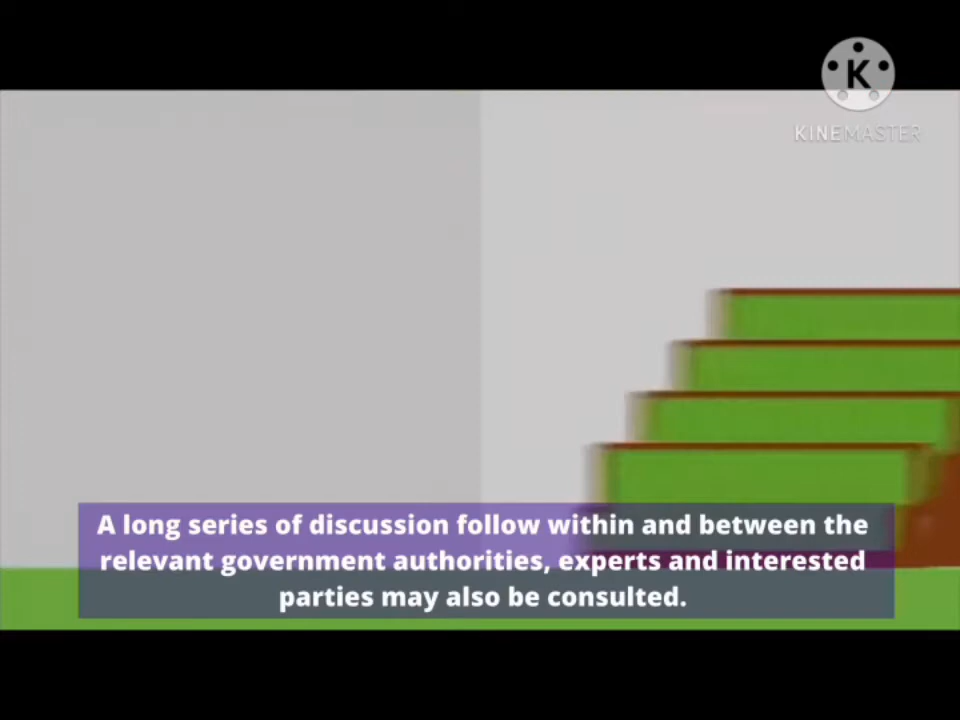 K
KINEMASTER
A long series of discussion follow within and between the
relevant government authorities, experts and interested
parties may also be consulted.